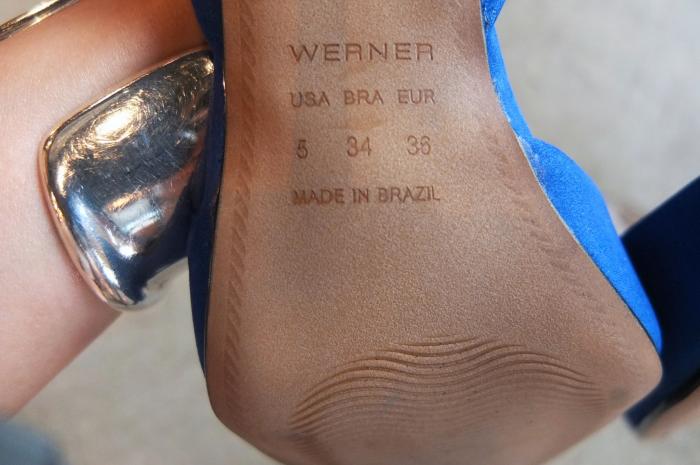 WERNER
USA BRA EUR
5 34 36
MADE IN BRAZIL